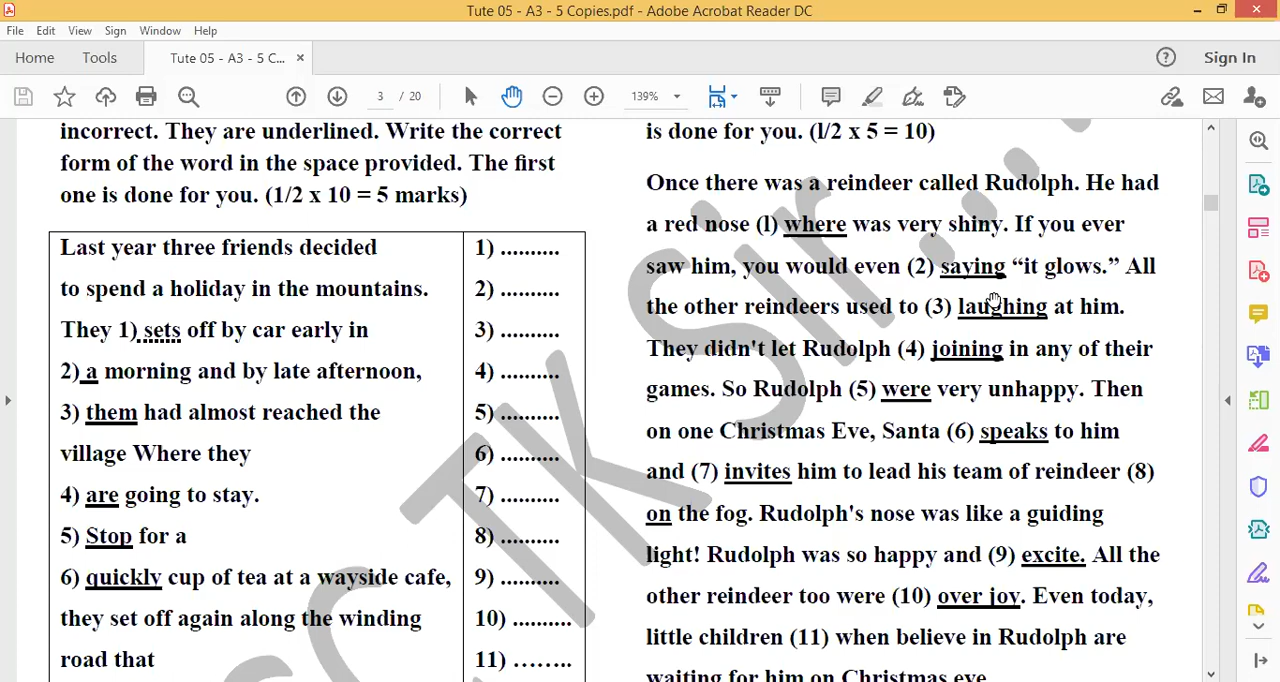 Tute 05 - A3 - 5 Copies.pdf - Adobe Acrobat Reader DC
File Edit View Sign Window Help
Home Tools Tute 05 - A3 - 5 C... × Sign In
3 / 20 139%
incorrect. They are underlined. Write the correct
form of the word in the space provided. The first
one is done for you. (1/2 x 10 = 5 marks)
Last year three friends decided
to spend a holiday in the mountains.
They 1) sets off by car early in
2) a morning and by late afternoon,
3) them had almost reached the
village Where they
4) are going to stay.
5) Stop for a
6) quickly cup of tea at a wayside cafe,
they set off again along the winding
road that
1) ..........
2) ..........
3) ..........
4) ..........
5) ..........
6) ..........
7) ..........
8) ..........
9) ..........
10) ..........
11) ……..
is done for you. (l/2 x 5 = 10)
Once there was a reindeer called Rudolph. He had
a red nose (l) where was very shiny. If you ever
saw him, you would even (2) saying “it glows.” All
the other reindeers used to (3) laughing at him.
They didn't let Rudolph (4) joining in any of their
games. So Rudolph (5) were very unhappy. Then
on one Christmas Eve, Santa (6) speaks to him
and (7) invites him to lead his team of reindeer (8)
on the fog. Rudolph's nose was like a guiding
light! Rudolph was so happy and (9) excite. All the
other reindeer too were (10) over joy. Even today,
little children (11) when believe in Rudolph are
waiting for him on Christmas eve
TK Sir...